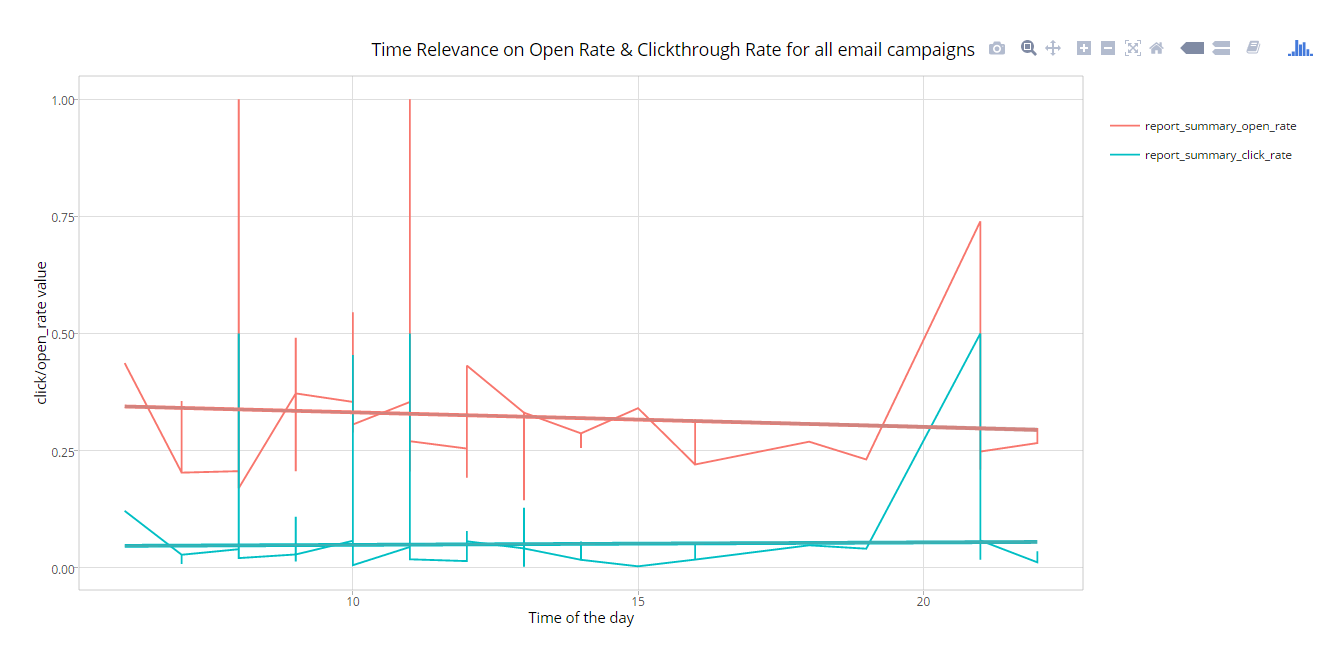 Time Relevance on Open Rate & Clickthrough Rate for all email campaigns
report_summary_open_rate
report_summary_click_rate
click/open_rate value
1.00
0.75
0.50
0.25
0.00
10
15
20
Time of the day